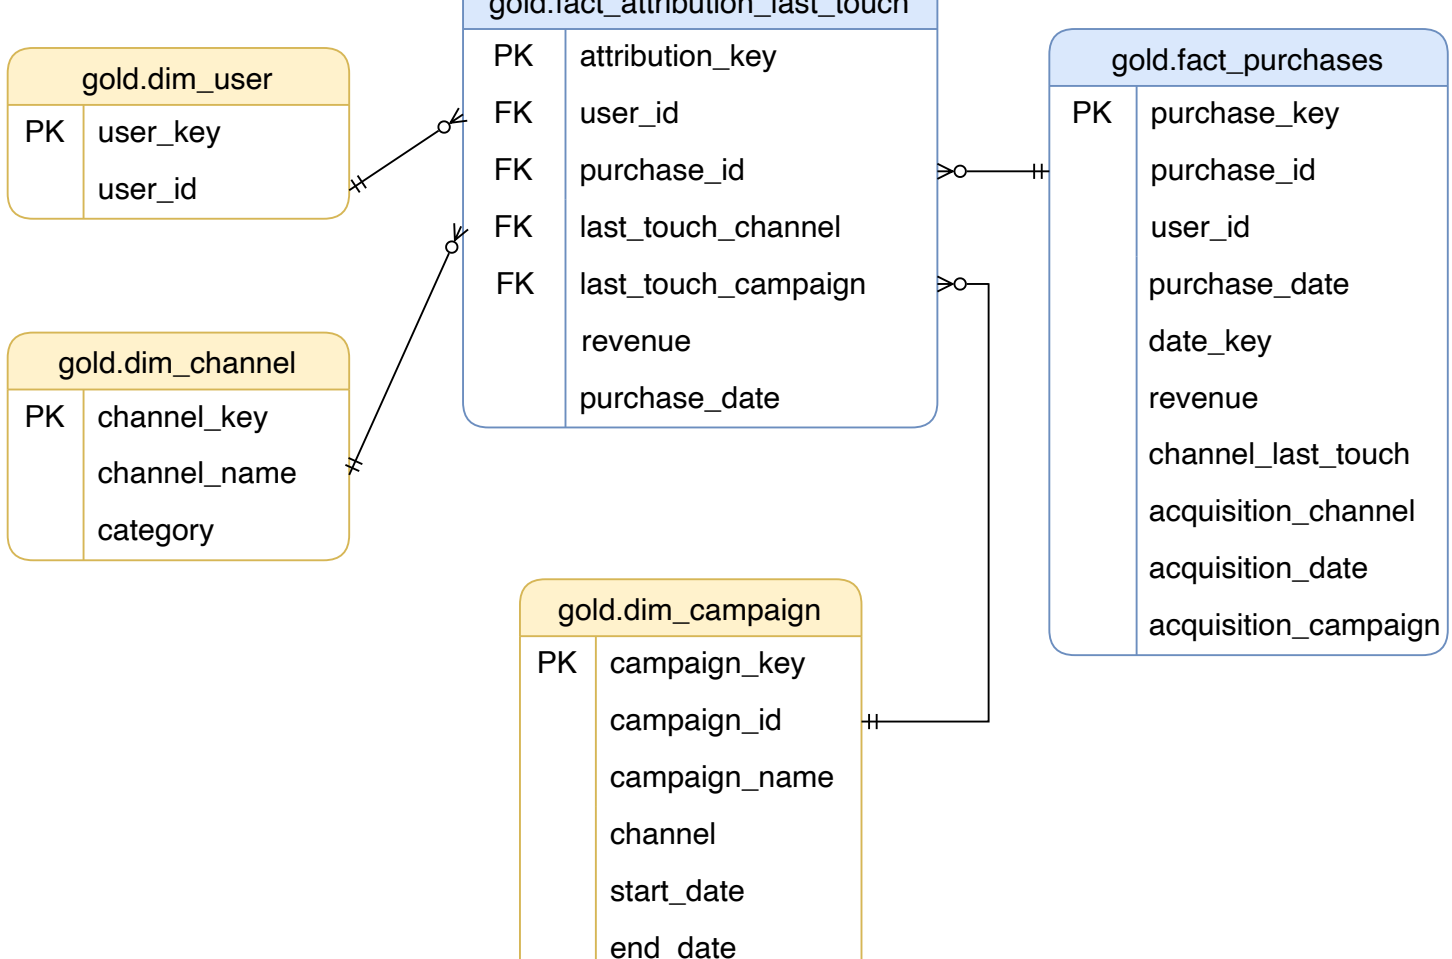 gold.fact_attribution_last_touch
PK attribution_key
FK user_id
FK purchase_id
FK last_touch_channel
FK last_touch_campaign
revenue
purchase_date
gold.dim_user
PK user_key
user_id
gold.fact_purchases
PK purchase_key
purchase_id
user_id
purchase_date
date_key
revenue
channel_last_touch
acquisition_channel
acquisition_date
acquisition_campaign
gold.dim_channel
PK channel_key
channel_name
category
gold.dim_campaign
PK campaign_key
campaign_id
campaign_name
channel
start_date
end_date